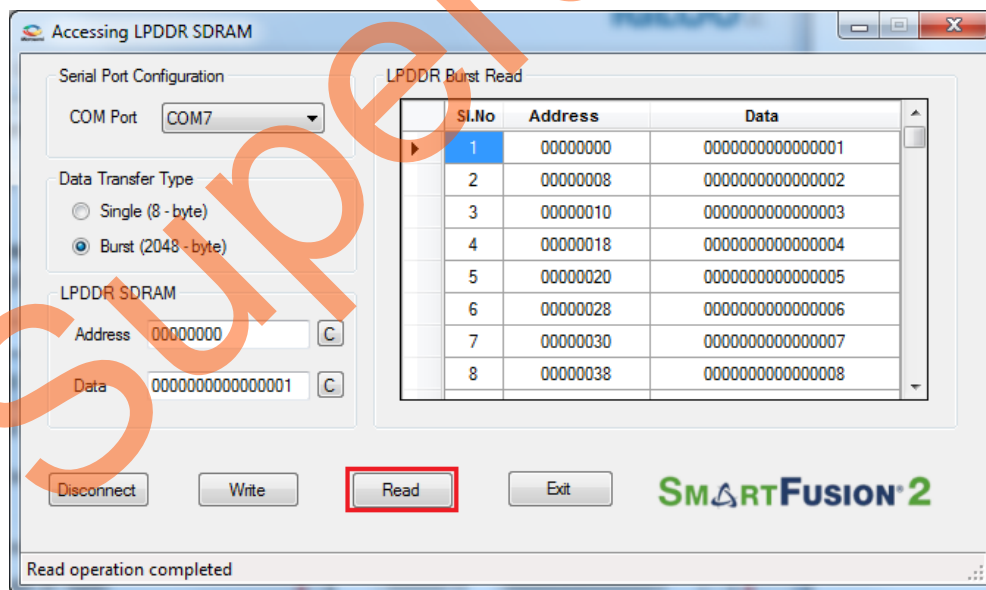 Accessing LPDDR SDRAM
Serial Port Configuration
COM Port COM7
Data Transfer Type
Single (8 - byte)
Burst (2048 - byte)
LPDDR SDRAM
Address 00000000 C
Data 0000000000000001 C
LPDDR Burst Read
Sl.No Address Data
1 00000000 0000000000000001
2 00000008 0000000000000002
3 00000010 0000000000000003
4 00000018 0000000000000004
5 00000020 0000000000000005
6 00000028 0000000000000006
7 00000030 0000000000000007
8 00000038 0000000000000008
Disconnect Write Read Exit SMARTFUSION® 2
Read operation completed